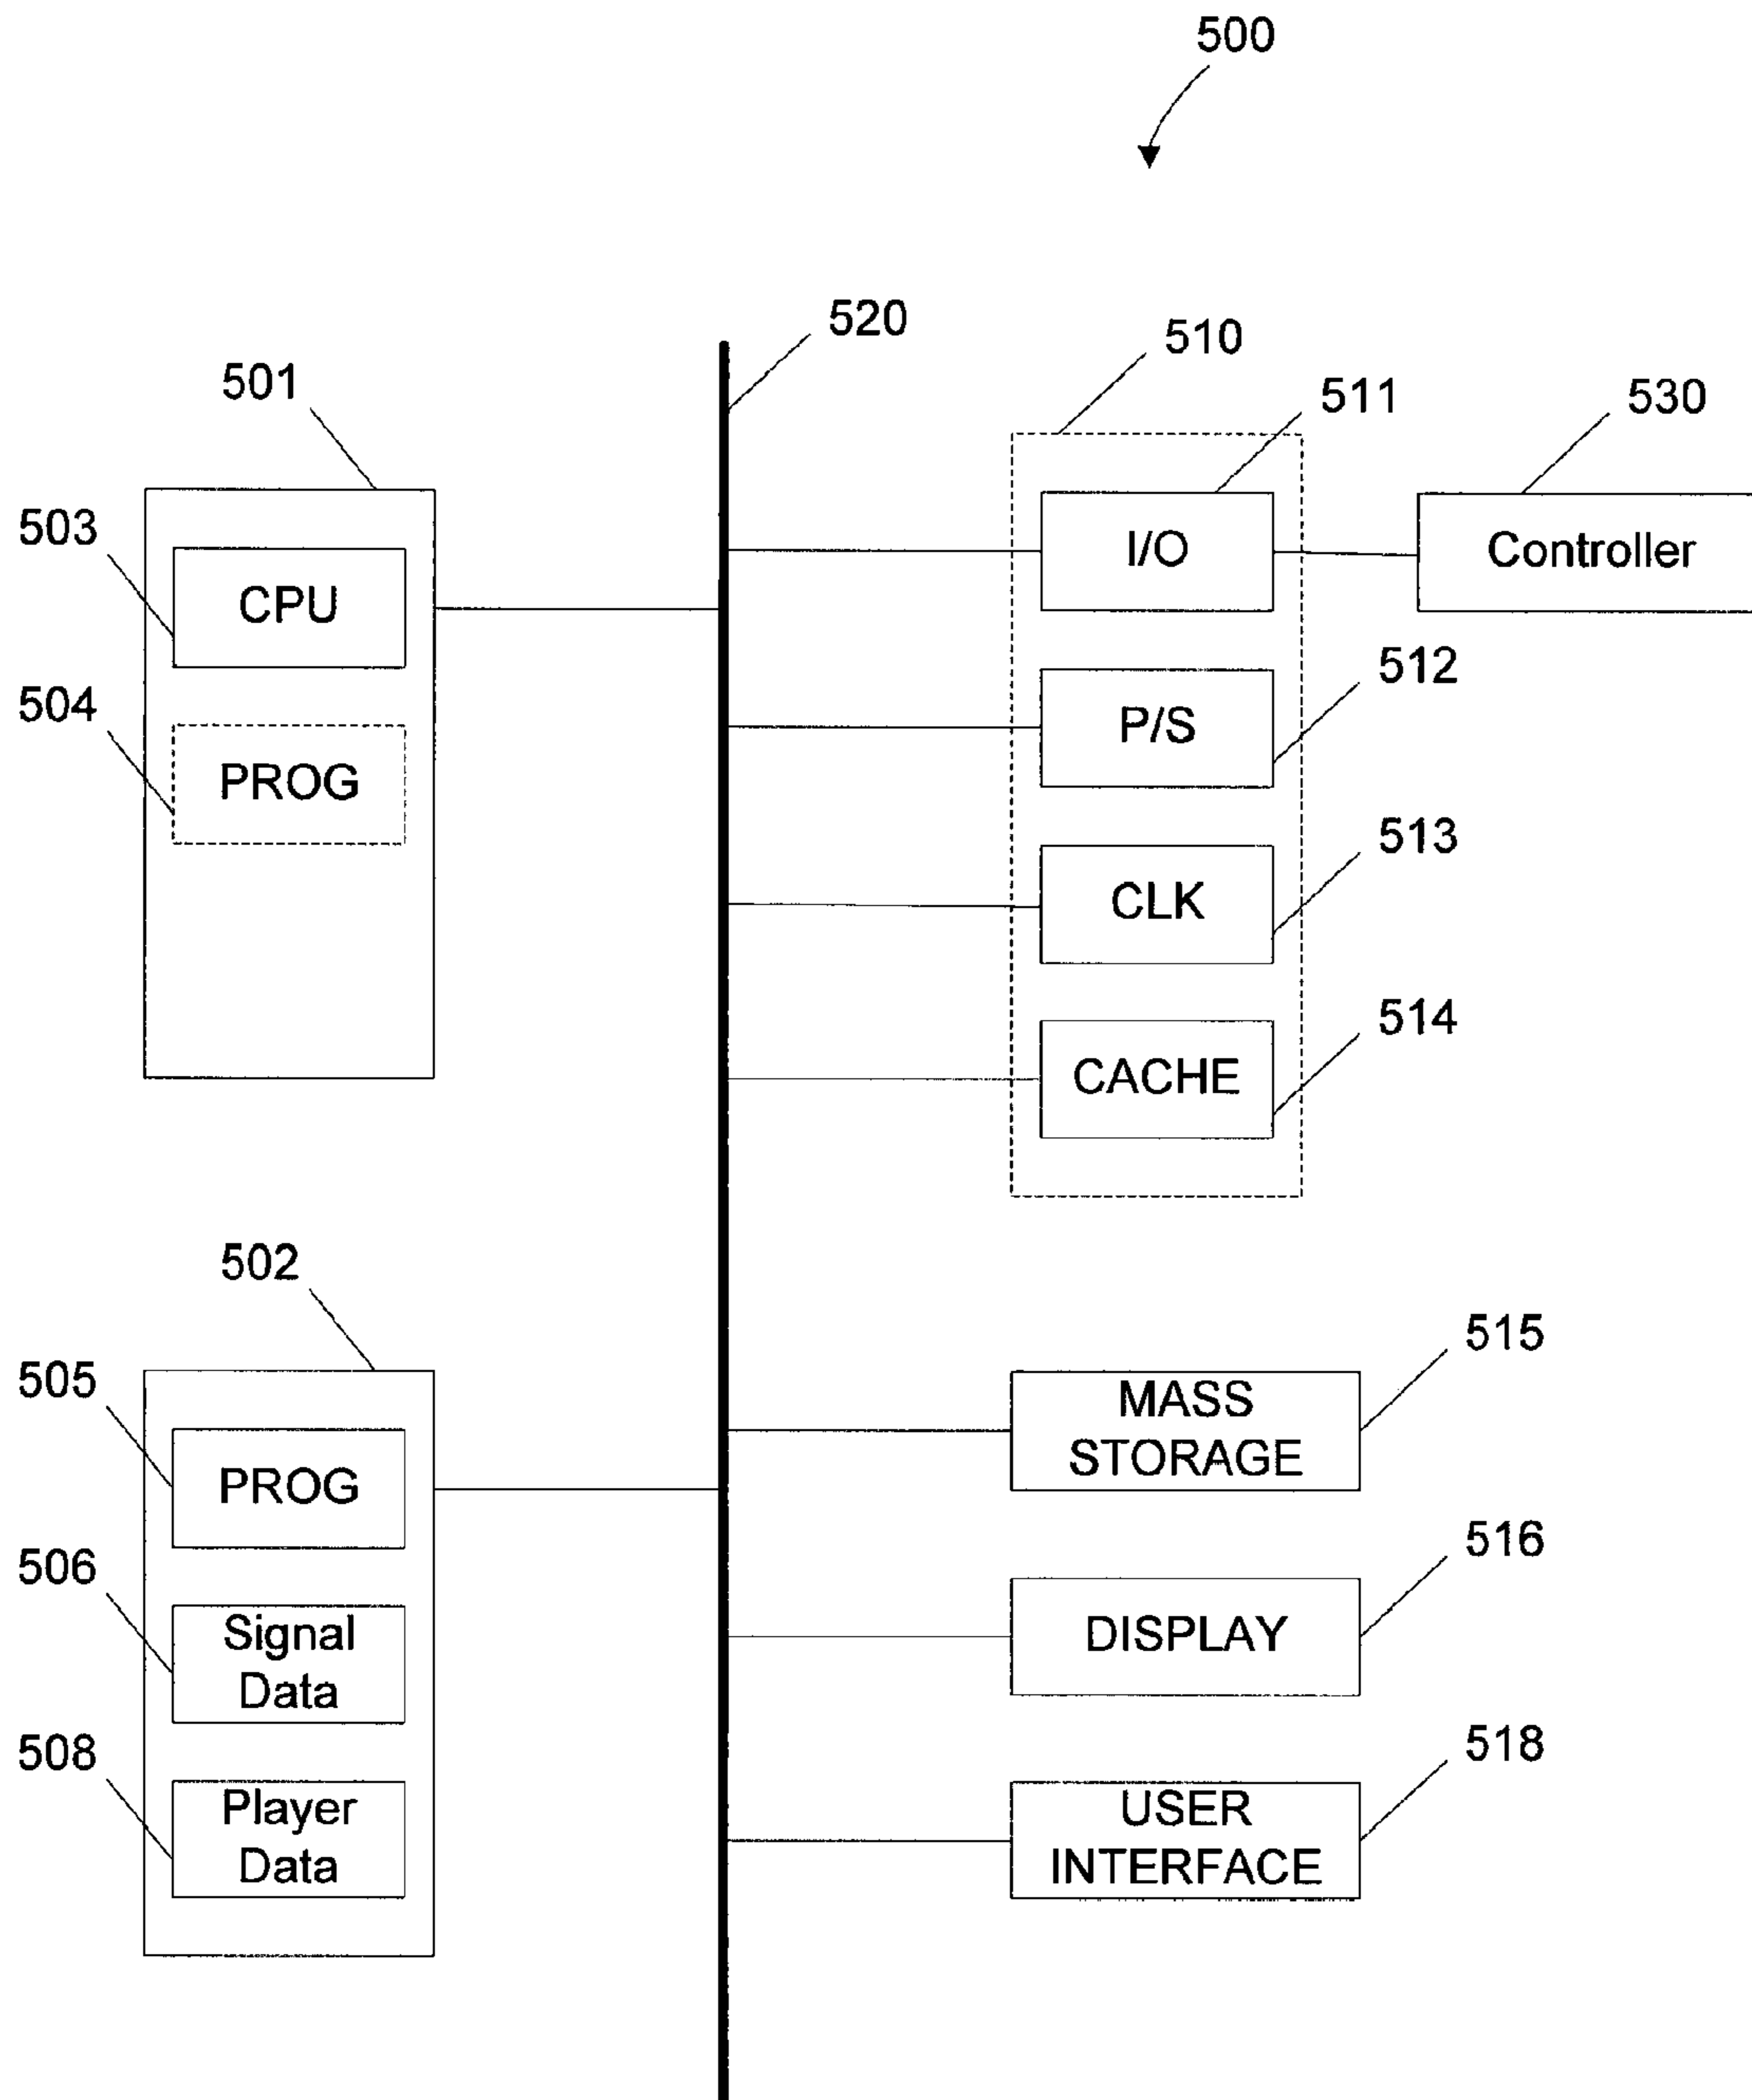 500
520
510
501
511
530
503
CPU
I/O
Controller
504
PROG
512
P/S
513
CLK
514
CACHE
502
515
505
PROG
MASS
STORAGE
506
Signal
Data
516
DISPLAY
508
Player
Data
518
USER
INTERFACE